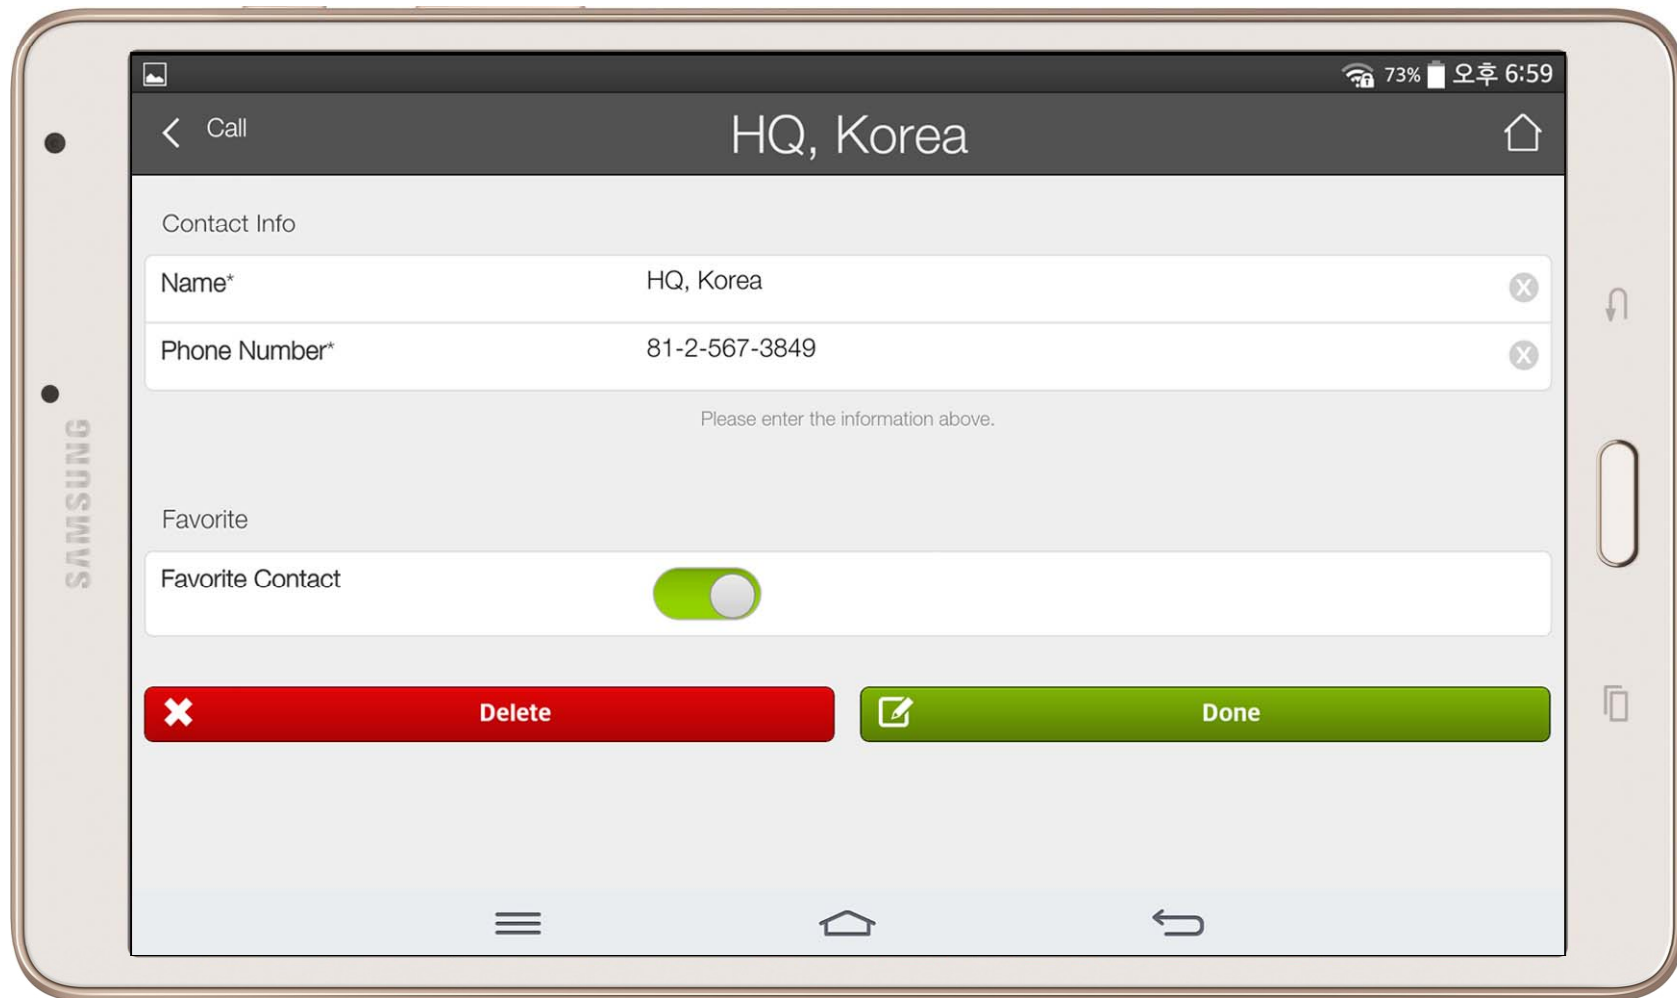 73% 오후 6:59
Call
HQ, Korea
Contact Info
Name* HQ, Korea
Phone Number* 81-2-567-3849
Please enter the information above.
Favorite
Favorite Contact
Delete
Done
SAMSUNG